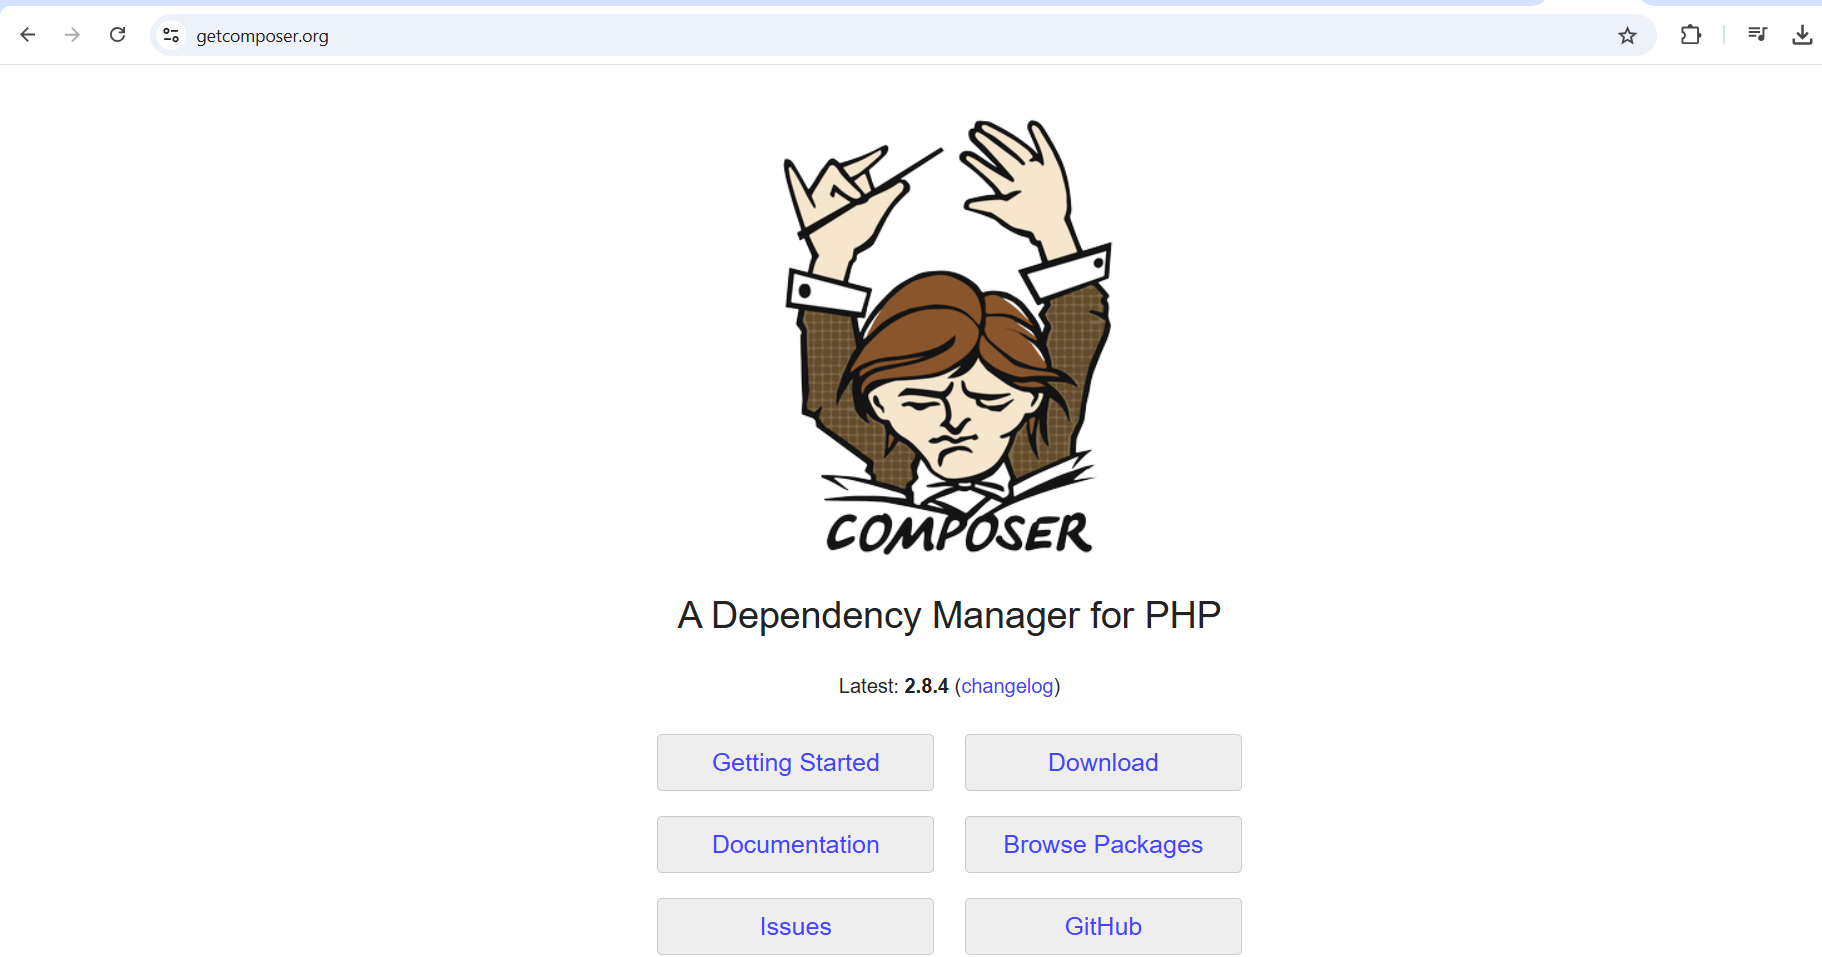 getcomposer.org
COMPOSER
A Dependency Manager for PHP
Latest: 2.8.4 (changelog)
Getting Started
Download
Documentation
Browse Packages
Issues
GitHub